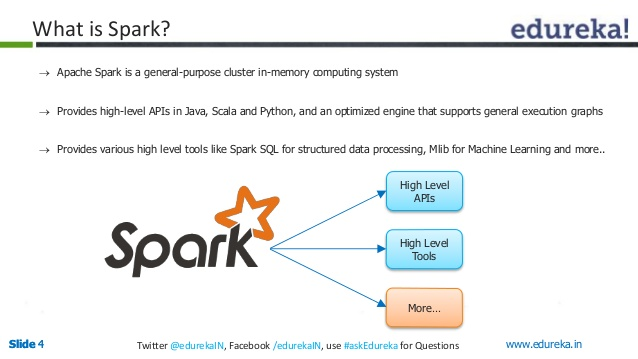 What is Spark?
edureka!
→ Apache Spark is a general-purpose cluster in-memory computing system
→ Provides high-level APIs in Java, Scala and Python, and an optimized engine that supports general execution graphs
→ Provides various high level tools like Spark SQL for structured data processing, Mlib for Machine Learning and more..
Spark
High Level
APIs
High Level
Tools
More...
Slide 4
Twitter @edurekaIN, Facebook /edurekaIN, use #askEdureka for Questions
www.edureka.in